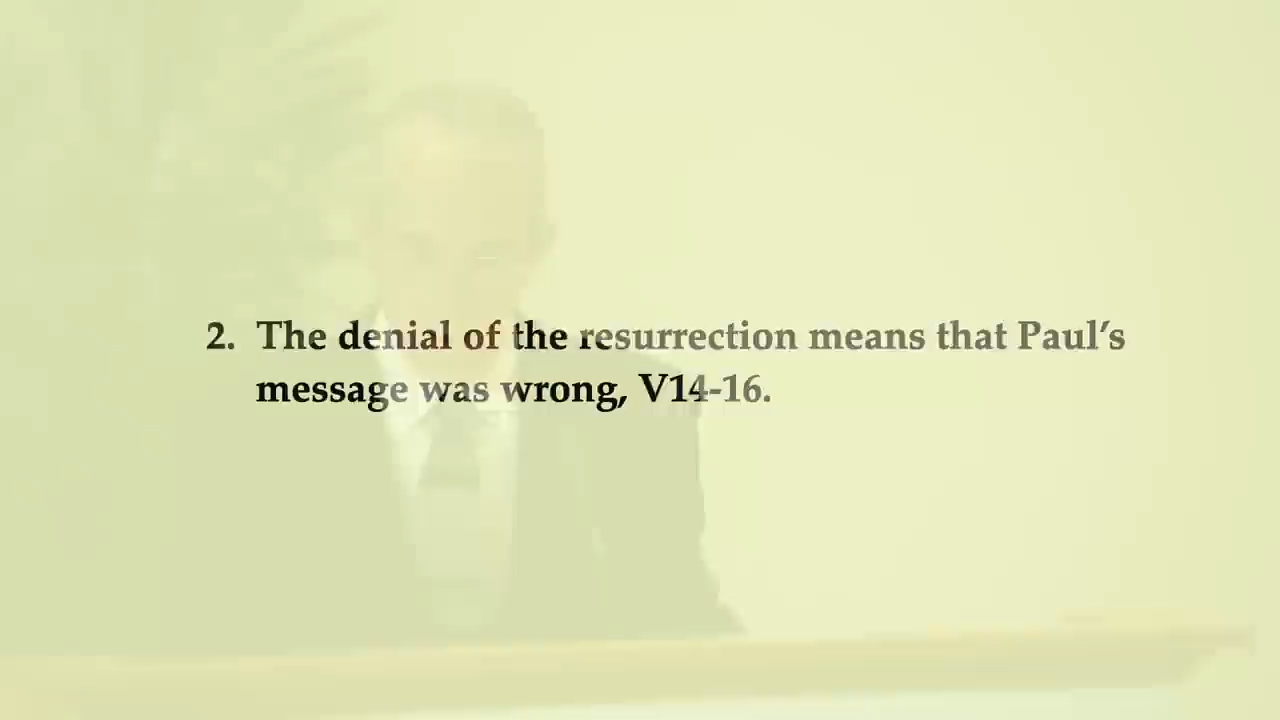 2. The denial of the resurrection means that Paul’s
message was wrong, V14-16.